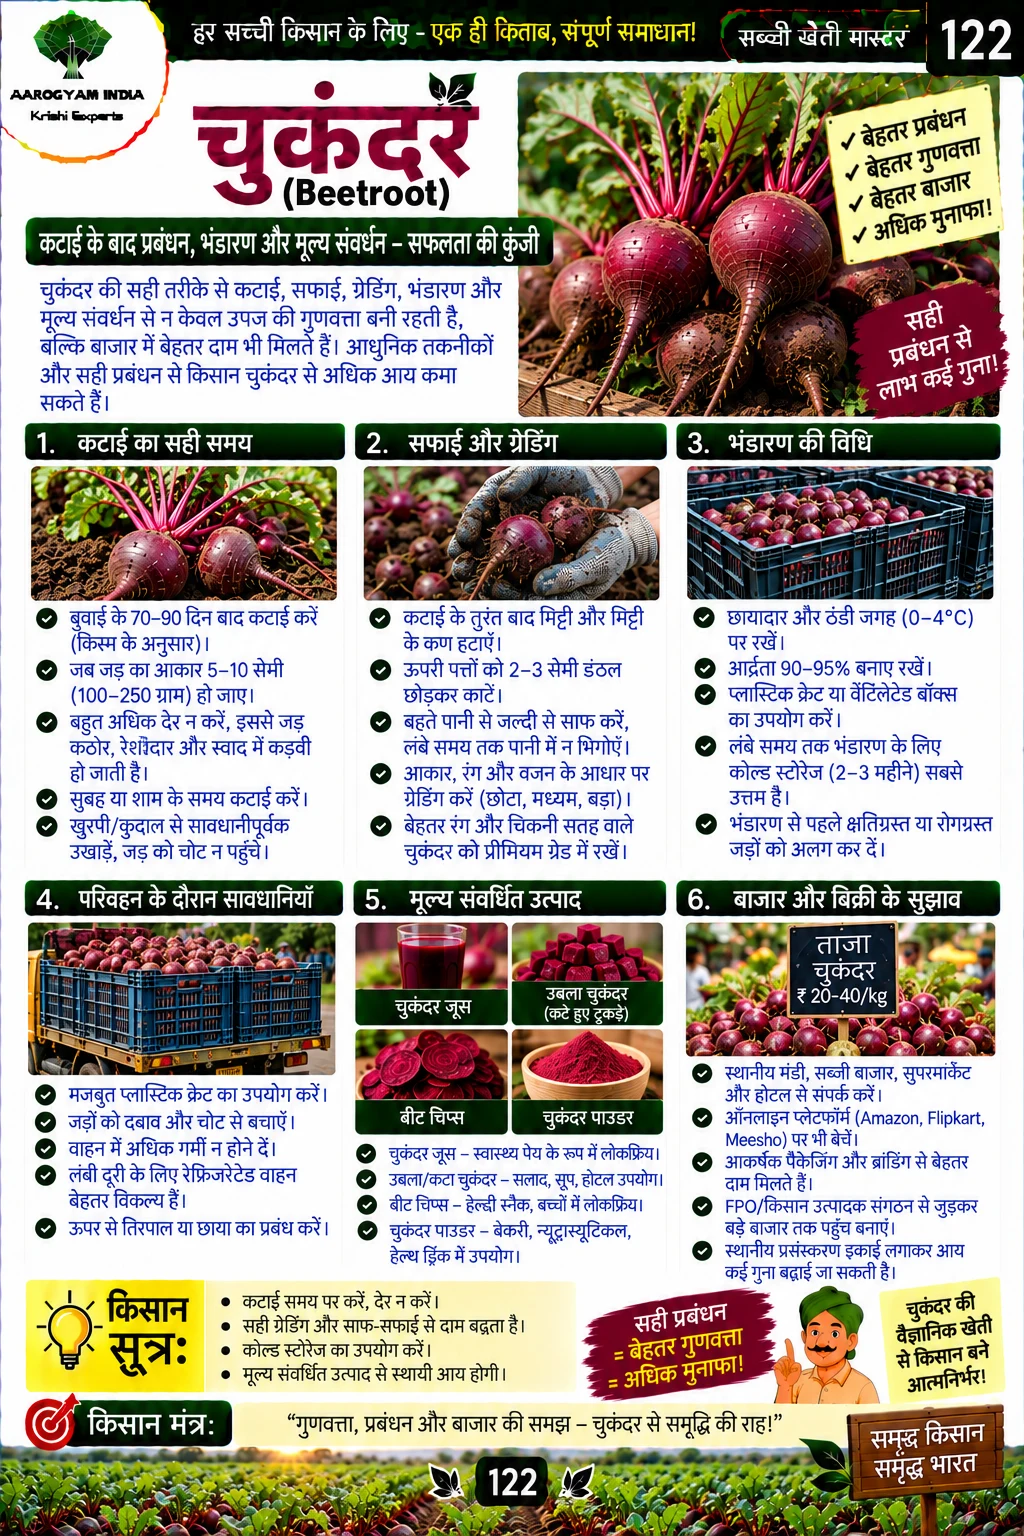 AAROGYAM INDIA
Krishi Experts
हर सच्ची किसान के लिए - एक ही किताब, संपूर्ण समाधान!
सब्जी खेती मास्टर
122
चुकंदर
(Beetroot)
कटाई के बाद प्रबंधन, भंडारण और मूल्य संवर्धन – सफलता की कुंजी
चुकंदर की सही तरीके से कटाई, सफाई, ग्रेडिंग, भंडारण और
मूल्य संवर्धन से न केवल उपज की गुणवत्ता बनी रहती है,
बल्कि बाजार में बेहतर दाम भी मिलते हैं। आधुनिक तकनीकों
और सही प्रबंधन से किसान चुकंदर से अधिक आय कमा
सकते हैं।
✓ बेहतर प्रबंधन
✓ बेहतर गुणवत्ता
✓ बेहतर बाजार
✓ अधिक मुनाफा!
सही
प्रबंधन से
लाभ कई गुना!
1. कटाई का सही समय
बुवाई के 70–90 दिन बाद कटाई करें
(किस्म के अनुसार)।
जब जड़ का आकार 5–10 सेमी
(100–250 ग्राम) हो जाए।
बहुत अधिक देर न करें, इससे जड़
कठोर, रेशेदार और स्वाद में कड़वी
हो जाती है।
सुबह या शाम के समय कटाई करें।
खुरपी/कुदाल से सावधानीपूर्वक
उखाड़ें, जड़ को चोट न पहुंचे।
2. सफाई और ग्रेडिंग
कटाई के तुरंत बाद मिट्टी और मिट्टी
के कण हटाएँ।
ऊपरी पत्तों को 2–3 सेमी डंठल
छोड़कर काटें।
बहते पानी से जल्दी से साफ करें,
लंबे समय तक पानी में न भिगोएँ।
आकार, रंग और वजन के आधार पर
ग्रेडिंग करें (छोटा, मध्यम, बड़ा)।
बेहतर रंग और चिकनी सतह वाले
चुकंदर को प्रीमियम ग्रेड में रखें।
3. भंडारण की विधि
छायादार और ठंडी जगह (0–4°C)
पर रखें।
आर्द्रता 90–95% बनाए रखें।
प्लास्टिक क्रेट या वेंटिलेटेड बॉक्स
का उपयोग करें।
लंबे समय तक भंडारण के लिए
कोल्ड स्टोरेज (2–3 महीने) सबसे
उत्तम है।
भंडारण से पहले क्षतिग्रस्त या रोगग्रस्त
जड़ों को अलग कर दें।
4. परिवहन के दौरान सावधानियाँ
मजबुत प्लास्टिक क्रेट का उपयोग करें।
जड़ों को दबाव और चोट से बचाएँ।
वाहन में अधिक गर्मी न होने दें।
लंबी दूरी के लिए रेफ्रिजरेटेड वाहन
बेहतर विकल्प हैं।
ऊपर से तिरपाल या छाया का प्रबंध करें।
5. मूल्य संवर्धित उत्पाद
चुकंदर जूस
उबला चुकंदर
(कटे हुए टुकड़े)
बीट चिप्स
चुकंदर पाउडर
चुकंदर जूस – स्वास्थ्य पेय के रूप में लोकप्रिय।
उबला/कटा चुकंदर – सलाद, सूप, होटल उपयोग।
बीट चिप्स – हेल्दी स्नैक, बच्चों में लोकप्रिय।
चुकंदर पाउडर – बेकरी, न्यूट्रास्यूटिकल,
हेल्थ ड्रिंक में उपयोग।
6. बाजार और बिक्री के सुझाव
ताजा
चुकंदर
₹ 20-40/kg
स्थानीय मंडी, सब्जी बाजार, सुपरमार्केट
और होटल से संपर्क करें।
ऑनलाइन प्लेटफॉर्म (Amazon, Flipkart,
Meesho) पर भी बेचें।
आकर्षक पैकेजिंग और ब्रांडिंग से बेहतर
दाम मिलते हैं।
FPO/किसान उत्पादक संगठन से जुड़कर
बड़े बाजार तक पहुँच बनाएँ।
स्थानीय प्रसंस्करण इकाई लगाकर आय
कई गुना बढ़ाई जा सकती है।
किसान
सूत्र:
• कटाई समय पर करें, देर न करें।
• सही ग्रेडिंग और साफ-सफाई से दाम बढ़ता है।
• कोल्ड स्टोरेज का उपयोग करें।
• मूल्य संवर्धित उत्पाद से स्थायी आय होगी।
सही प्रबंधन
= बेहतर गुणवत्ता
= अधिक मुनाफा!
चुकंदर की
वैज्ञानिक खेती
से किसान बने
आत्मनिर्भर!
किसान मंत्र:
“गुणवत्ता, प्रबंधन और बाजार की समझ – चुकंदर से समृद्धि की राह!”
समृद्ध किसान
समृद्ध भारत
122